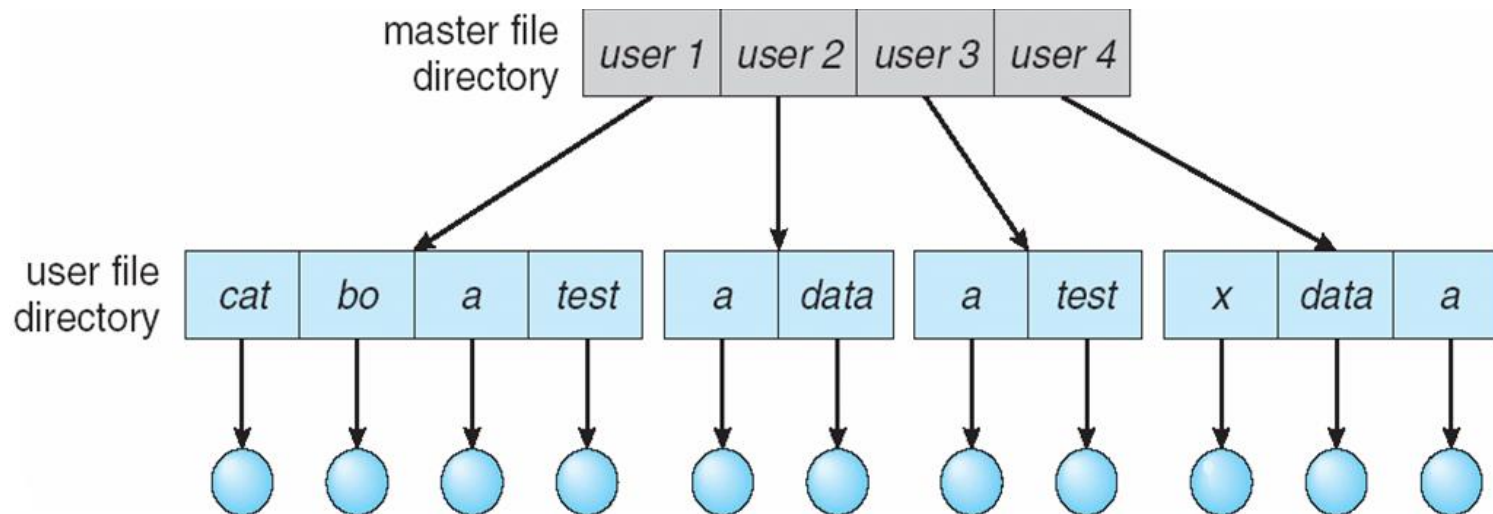 master file
directory
user 1 user 2 user 3 user 4
user file
directory
cat bo a test a data a test x data a